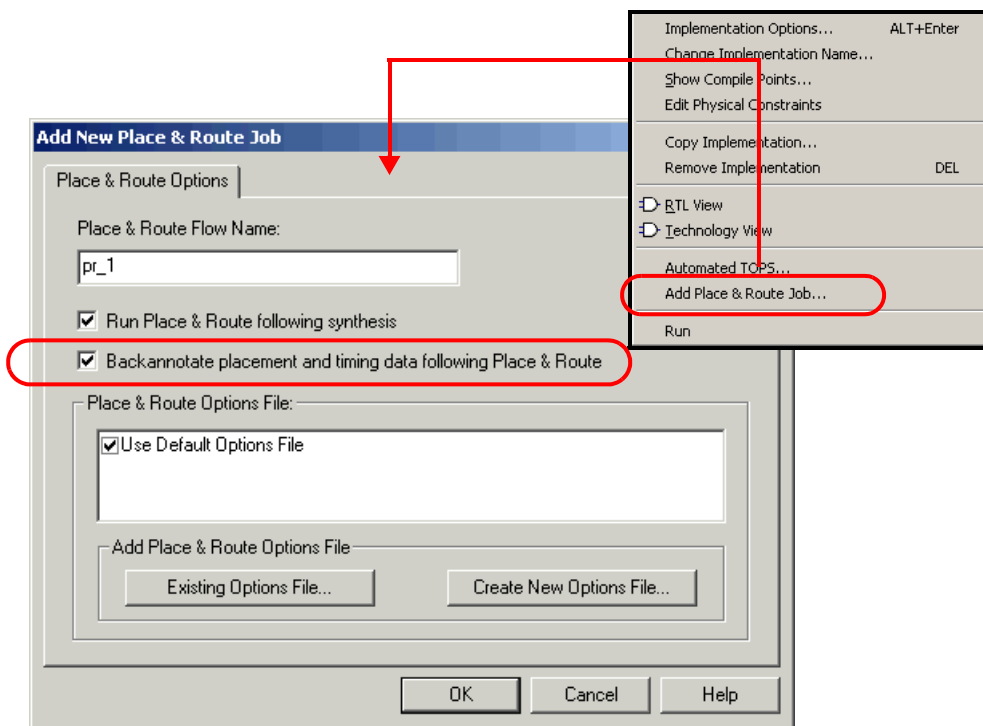 Implementation Options... ALT+Enter
Change Implementation Name...
Show Compile Points...
Edit Physical Constraints
Copy Implementation...
Remove Implementation DEL
RTL View
Technology View
Automated TOPS...
Add Place & Route Job...
Run
Add New Place & Route Job
Place & Route Options
Place & Route Flow Name:
pr_1
Run Place & Route following synthesis
Backannotate placement and timing data following Place & Route
Place & Route Options File:
Use Default Options File
Add Place & Route Options File
Existing Options File... Create New Options File...
OK Cancel Help